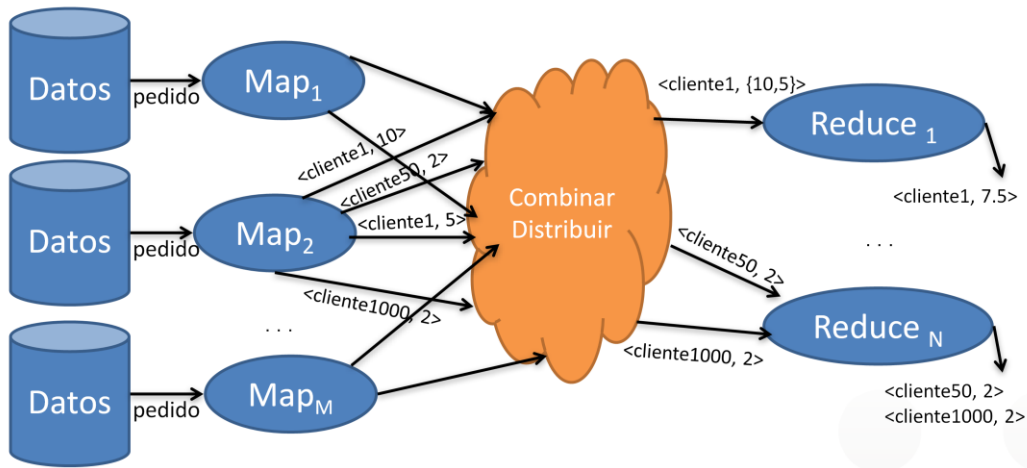 Datos
pedido
Map1
<cliente1, {10,5}>
Reduce 1
<cliente1, 10>
<cliente50, 2>
<cliente1, 7.5>
Datos
pedido
Map2
<cliente1, 5>
Combinar
Distribuir
. . .
<cliente50, 2>
<cliente1000, 2>
. . .
Reduce N
<cliente1000, 2>
Datos
pedido
MapM
<cliente50, 2>
<cliente1000, 2>